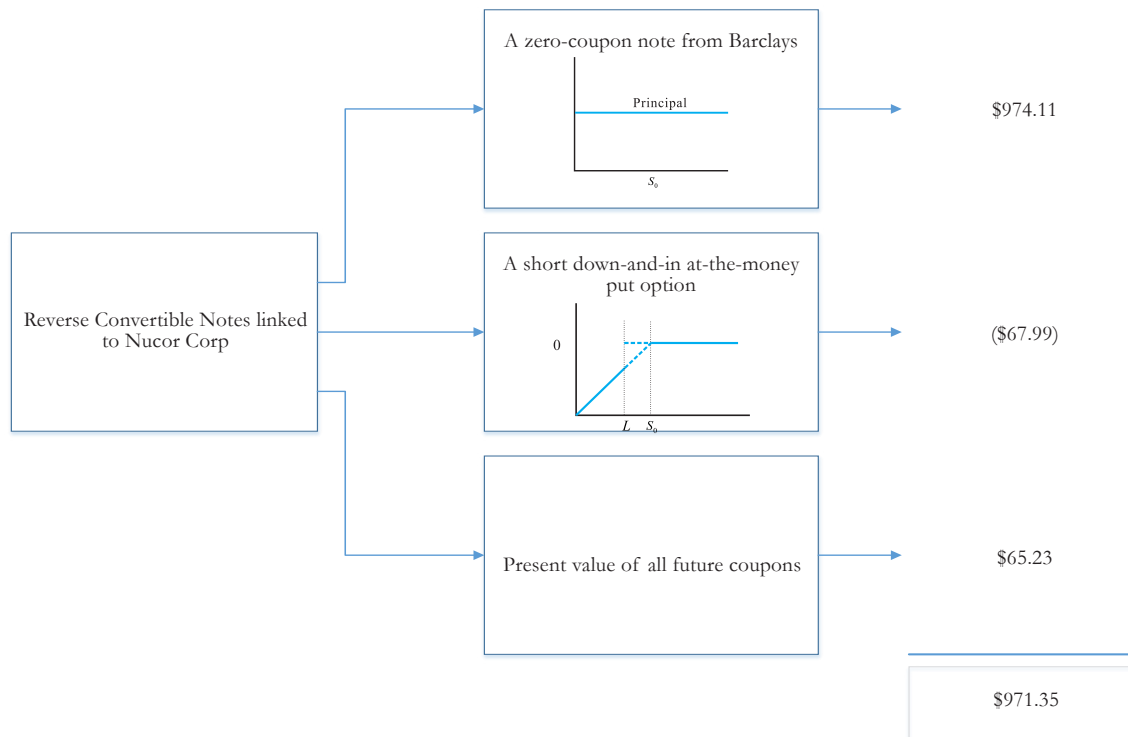 A zero-coupon note from Barclays
Principal
S₀
$974.11
Reverse Convertible Notes linked
to Nucor Corp
A short down-and-in at-the-money
put option
0
L S₀
($67.99)
Present value of all future coupons
$65.23
$971.35